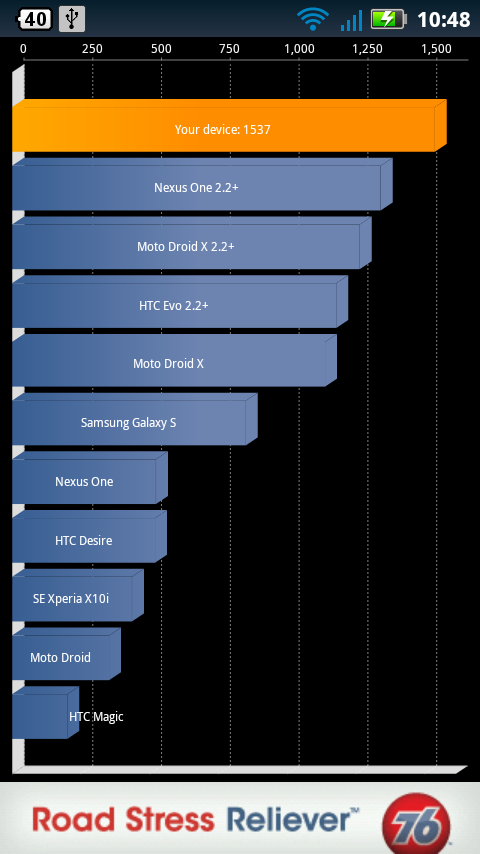 40 10:48
0 250 500 750 1,000 1,250 1,500
Your device: 1537
Nexus One 2.2+
Moto Droid X 2.2+
HTC Evo 2.2+
Moto Droid X
Samsung Galaxy S
Nexus One
HTC Desire
SE Xperia X10i
Moto Droid
HTC Magic
Road Stress Reliever™ 76